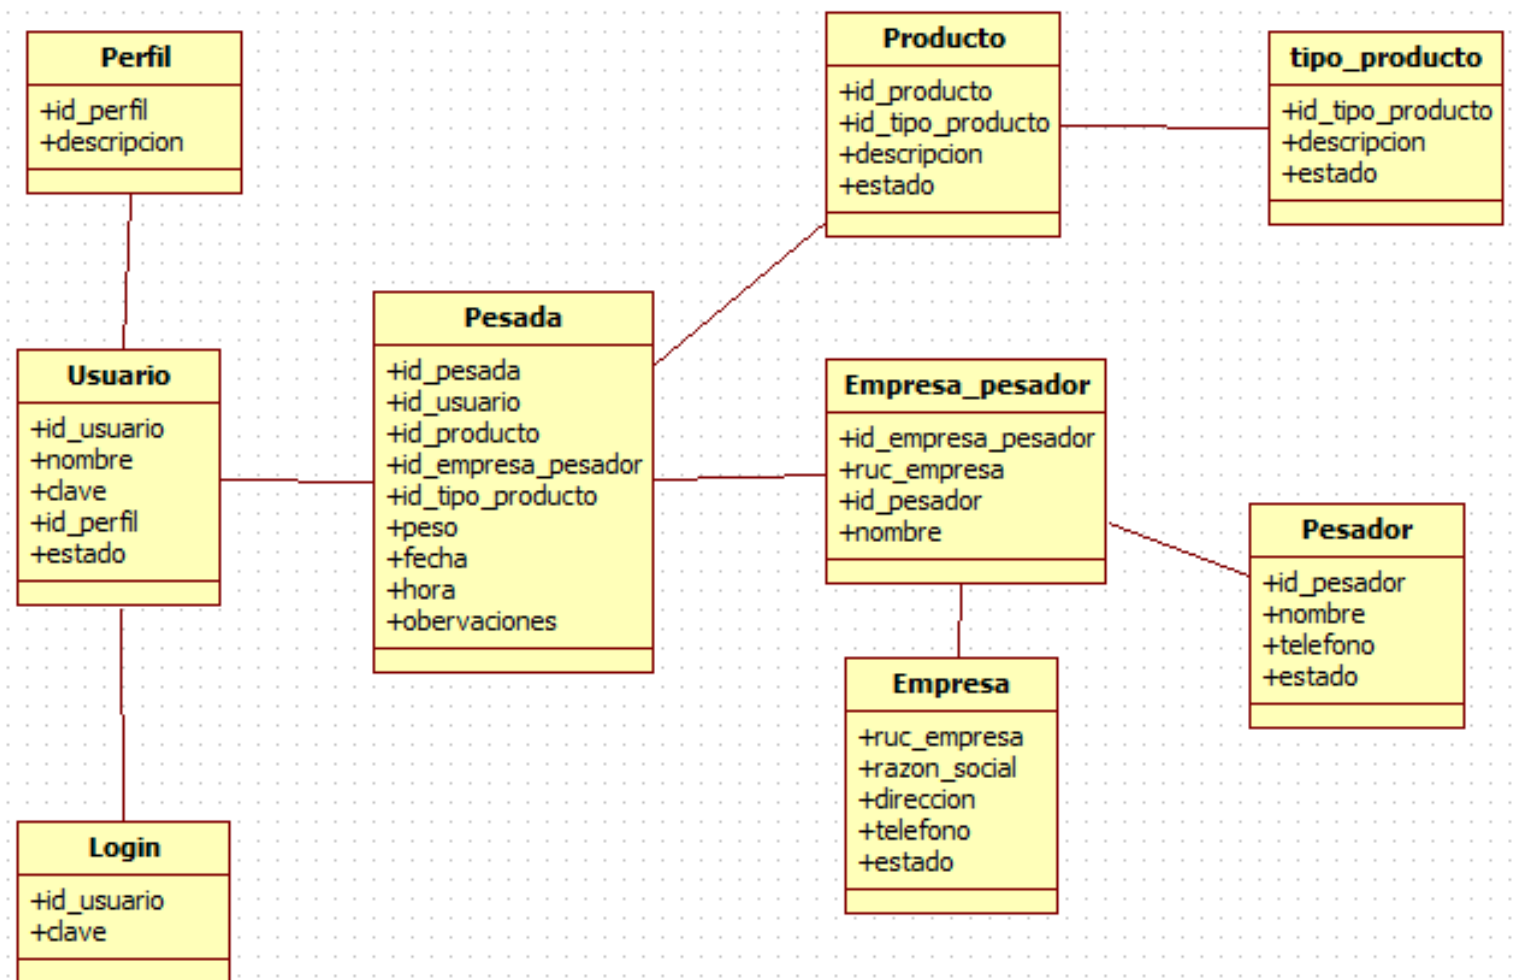 Perfil
+id_perfil
+descripcion
Producto
+id_producto
+id_tipo_producto
+descripcion
+estado
tipo_producto
+id_tipo_producto
+descripcion
+estado
Usuario
+id_usuario
+nombre
+clave
+id_perfil
+estado
Pesada
+id_pesada
+id_usuario
+id_producto
+id_empresa_pesador
+id_tipo_producto
+peso
+fecha
+hora
+obervaciones
Empresa_pesador
+id_empresa_pesador
+ruc_empresa
+id_pesador
+nombre
Pesador
+id_pesador
+nombre
+telefono
+estado
Empresa
+ruc_empresa
+razon_social
+direccion
+telefono
+estado
Login
+id_usuario
+clave